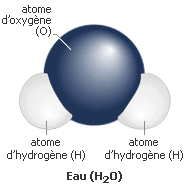 atome
d'oxygène
(O)
atome
d'hydrogène (H)
atome
d'hydrogène (H)
Eau (H₂O)